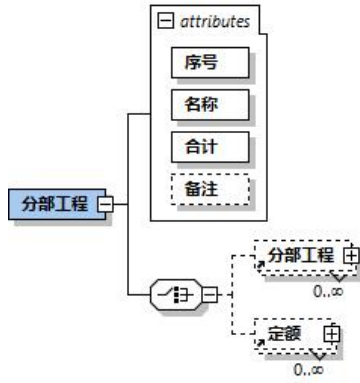 attributes
序号
名称
合计
备注
分部工程
分部工程
0..∞
定额
0..∞